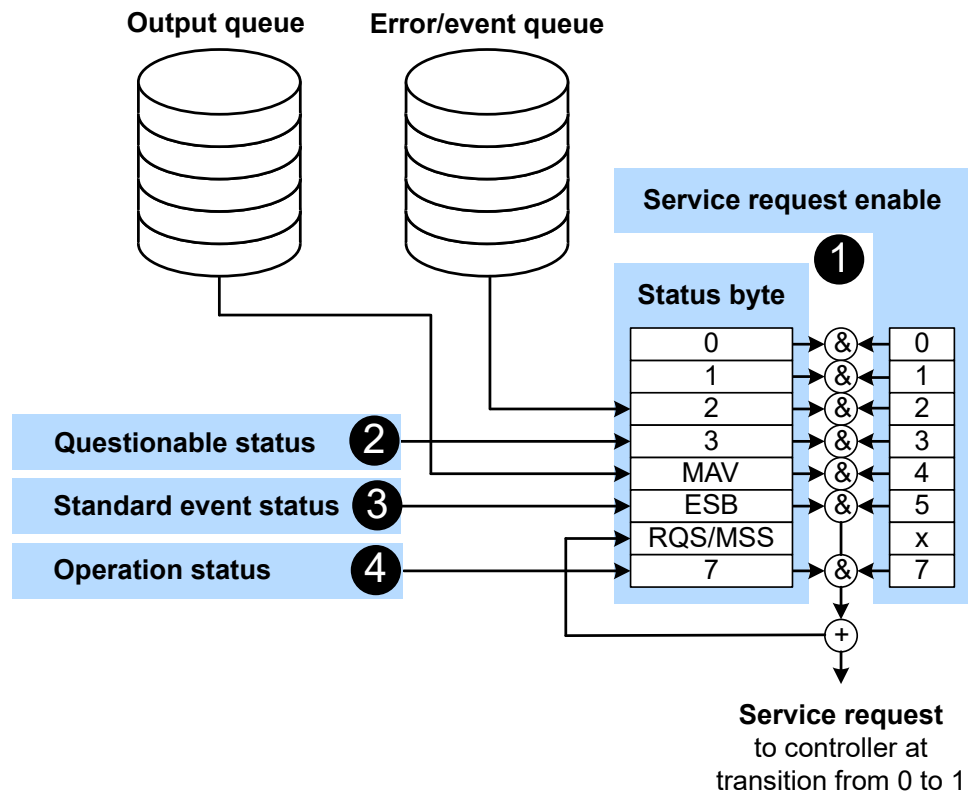 Output queue
Error/event queue
Service request enable
1
Status byte
0 & 0
1 & 1
2 & 2
Questionable status 2
3 & 3
MAV & 4
Standard event status 3
ESB & 5
RQS/MSS x
Operation status 4
7 & 7
+
Service request
to controller at
transition from 0 to 1